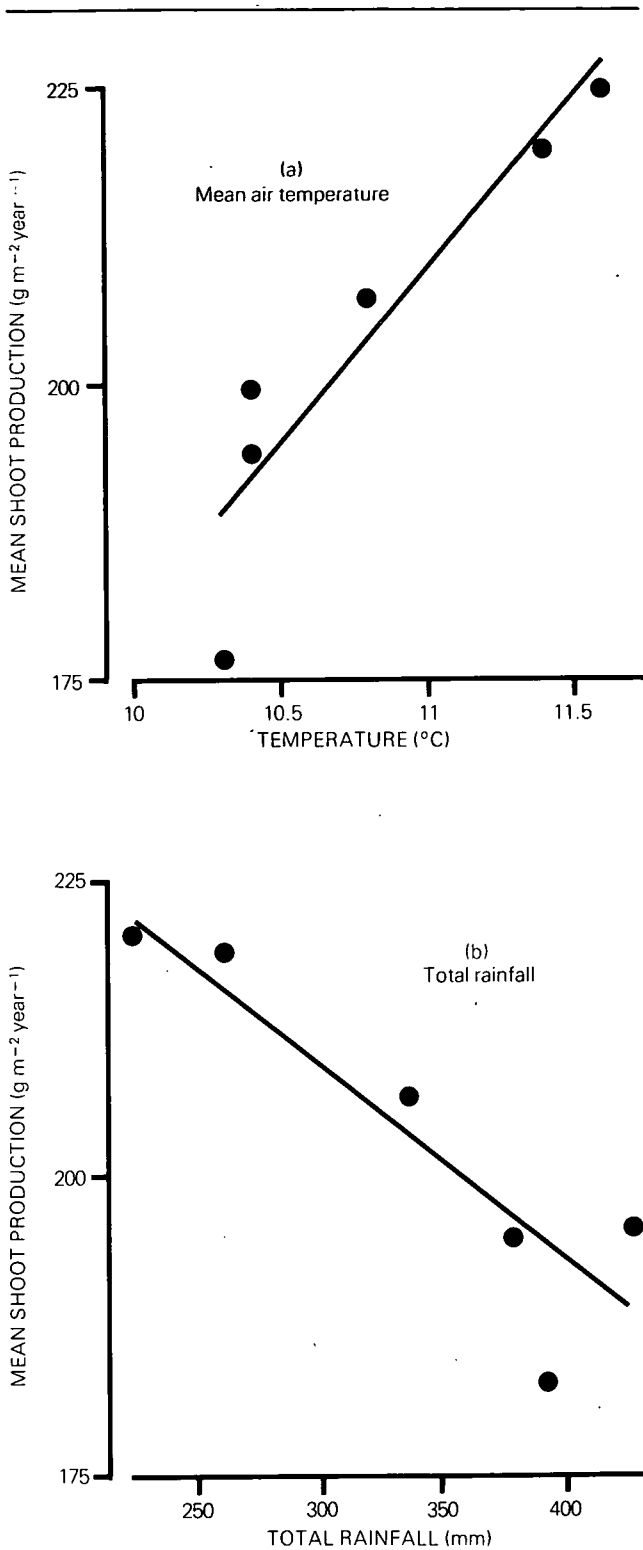 225
200
175
MEAN SHOOT PRODUCTION (g m⁻² year⁻¹)
(a)
Mean air temperature
10 10.5 11 11.5
TEMPERATURE (°C)
225
200
175
MEAN SHOOT PRODUCTION (g m⁻² year⁻¹)
(b)
Total rainfall
250 300 350 400
TOTAL RAINFALL (mm)